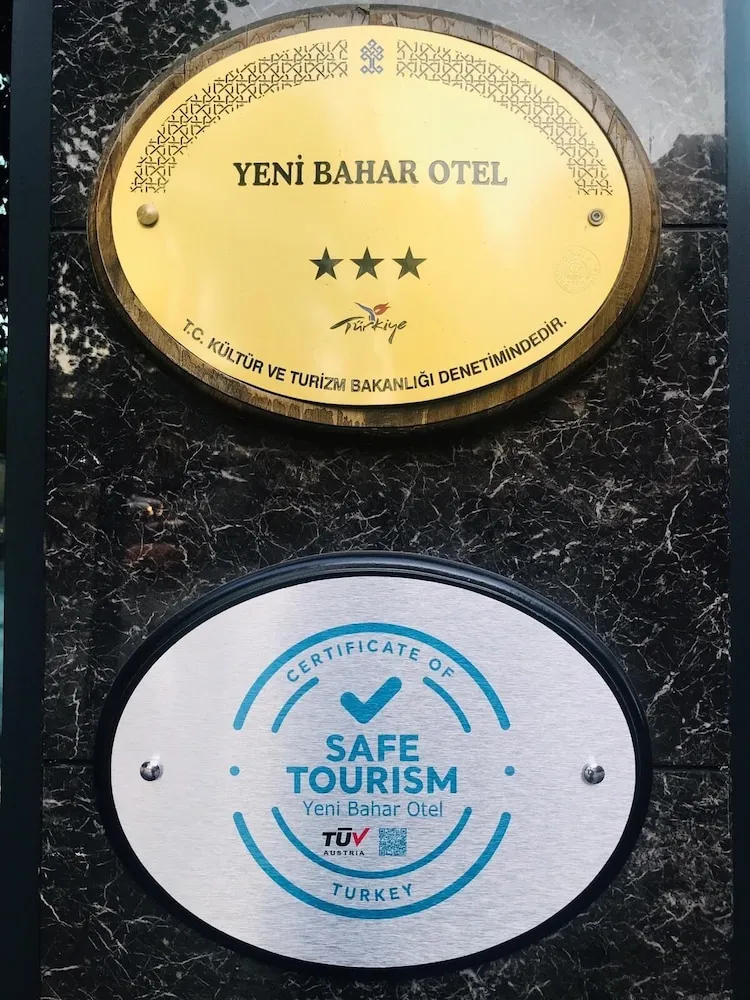 YENİ BAHAR OTEL
Türkiye
T.C. KÜLTÜR VE TURİZM BAKANLIĞI DENETİMİNDEDİR.
CERTIFICATE OF
SAFE
TOURISM
Yeni Bahar Otel
TÜV
AUSTRIA
TURKEY